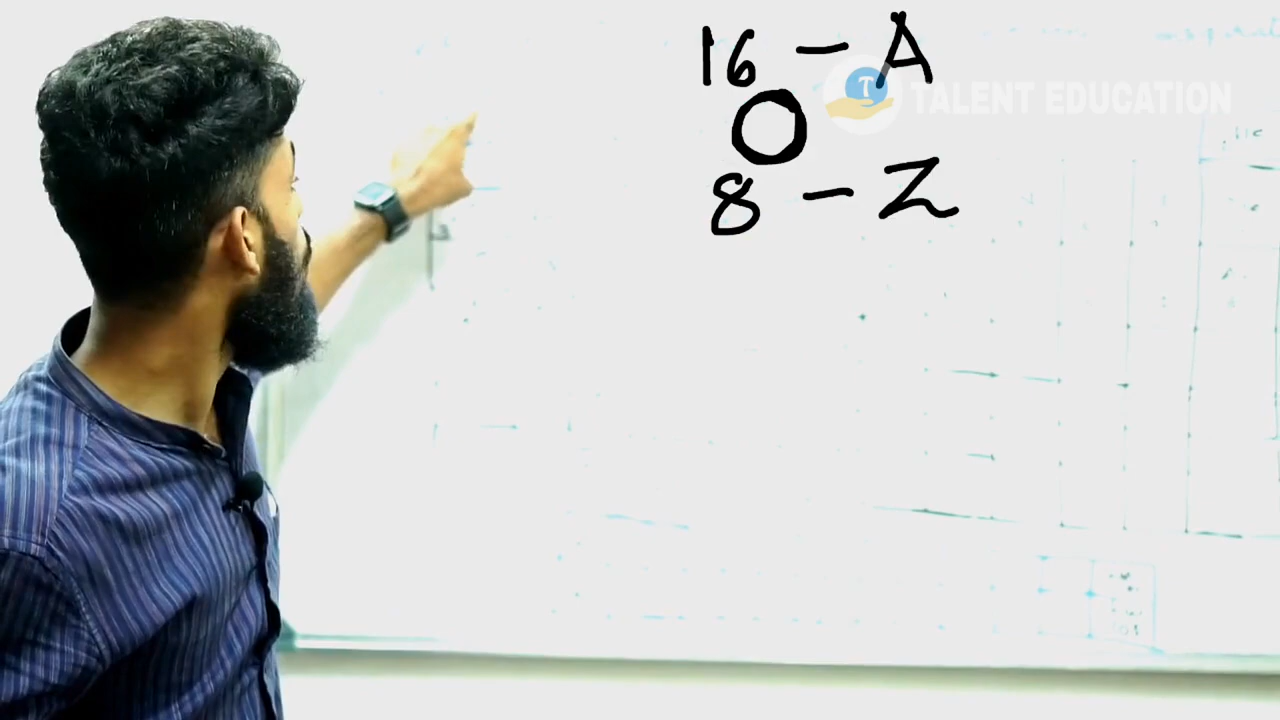 16 – A
O
8 – Z
T TALENT EDUCATION